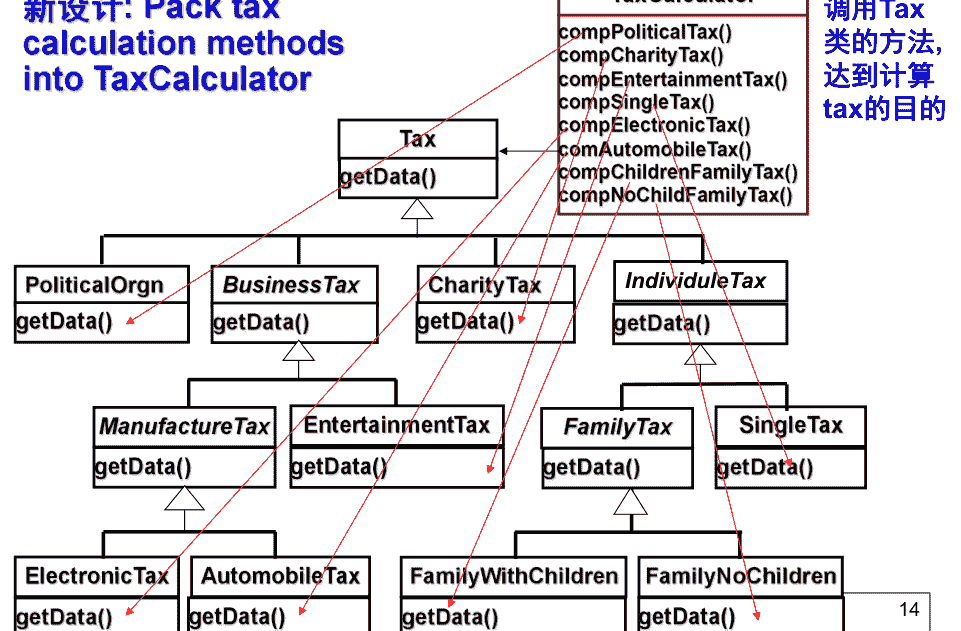 新设计: Pack tax
calculation methods
into TaxCalculator
TaxCalculator
compPoliticalTax()
compCharityTax()
compEntertainmentTax()
compSingleTax()
compElectronicTax()
comAutomobileTax()
compChildrenFamilyTax()
compNoChildFamilyTax()
调用Tax
类的方法,
达到计算
tax的目的
Tax
getData()
PoliticalOrgn
getData()
BusinessTax
getData()
CharityTax
getData()
IndividuleTax
getData()
ManufactureTax
getData()
EntertainmentTax
getData()
FamilyTax
getData()
SingleTax
getData()
ElectronicTax
getData()
AutomobileTax
getData()
FamilyWithChildren
getData()
FamilyNoChildren
getData()
14